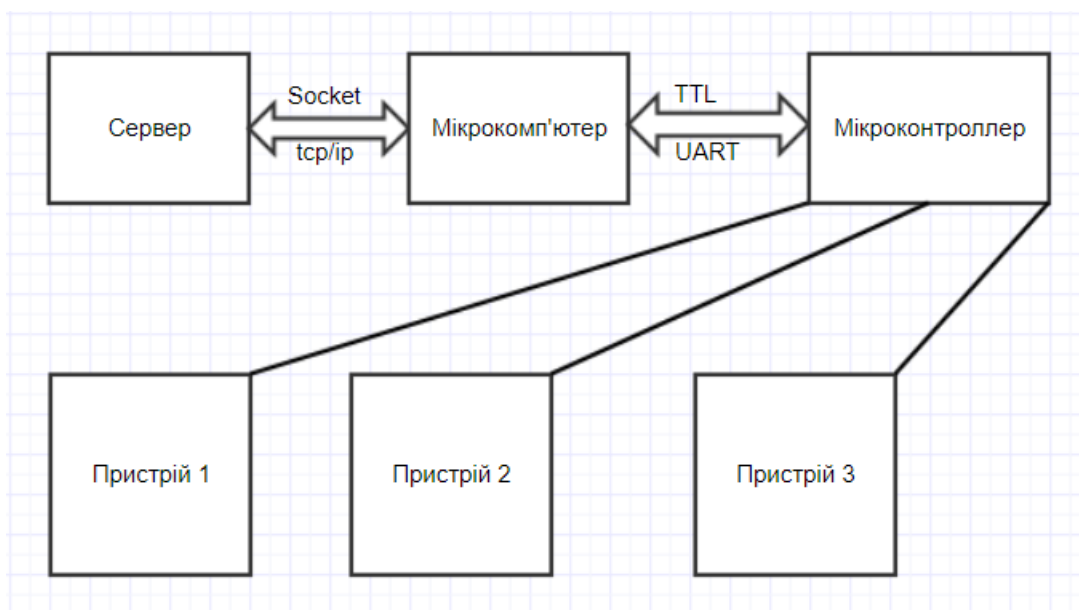 Сервер
Socket
tcp/ip
Мікрокомп'ютер
TTL
UART
Мікроконтроллер
Пристрій 1
Пристрій 2
Пристрій 3